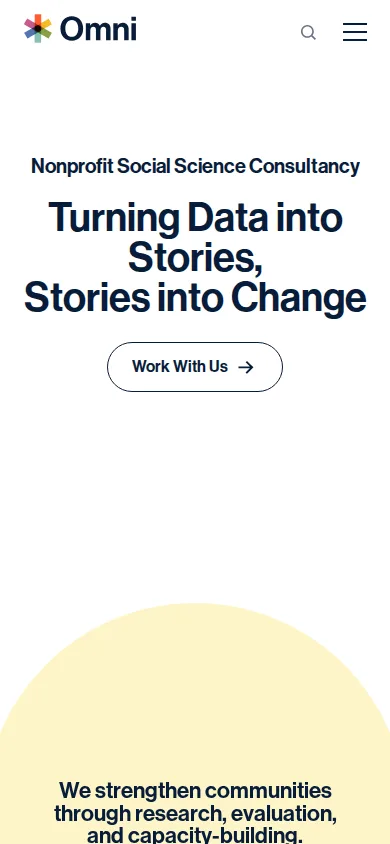 Omni
Nonprofit Social Science Consultancy
Turning Data into
Stories,
Stories into Change
Work With Us
We strengthen communities
through research, evaluation,
and capacity-building.